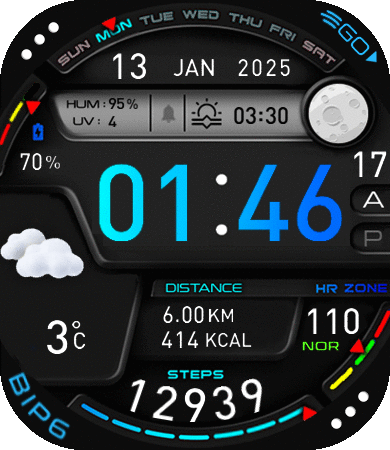 SUN MON TUE WED THU FRI SAT
EGO
13 JAN 2025
HUM: 95%
UV: 4
03:30
70%
01:46
17
A
P
3°C
DISTANCE
6.00 KM
414 KCAL
HR ZONE
110
NOR
STEPS
12939
BIP6